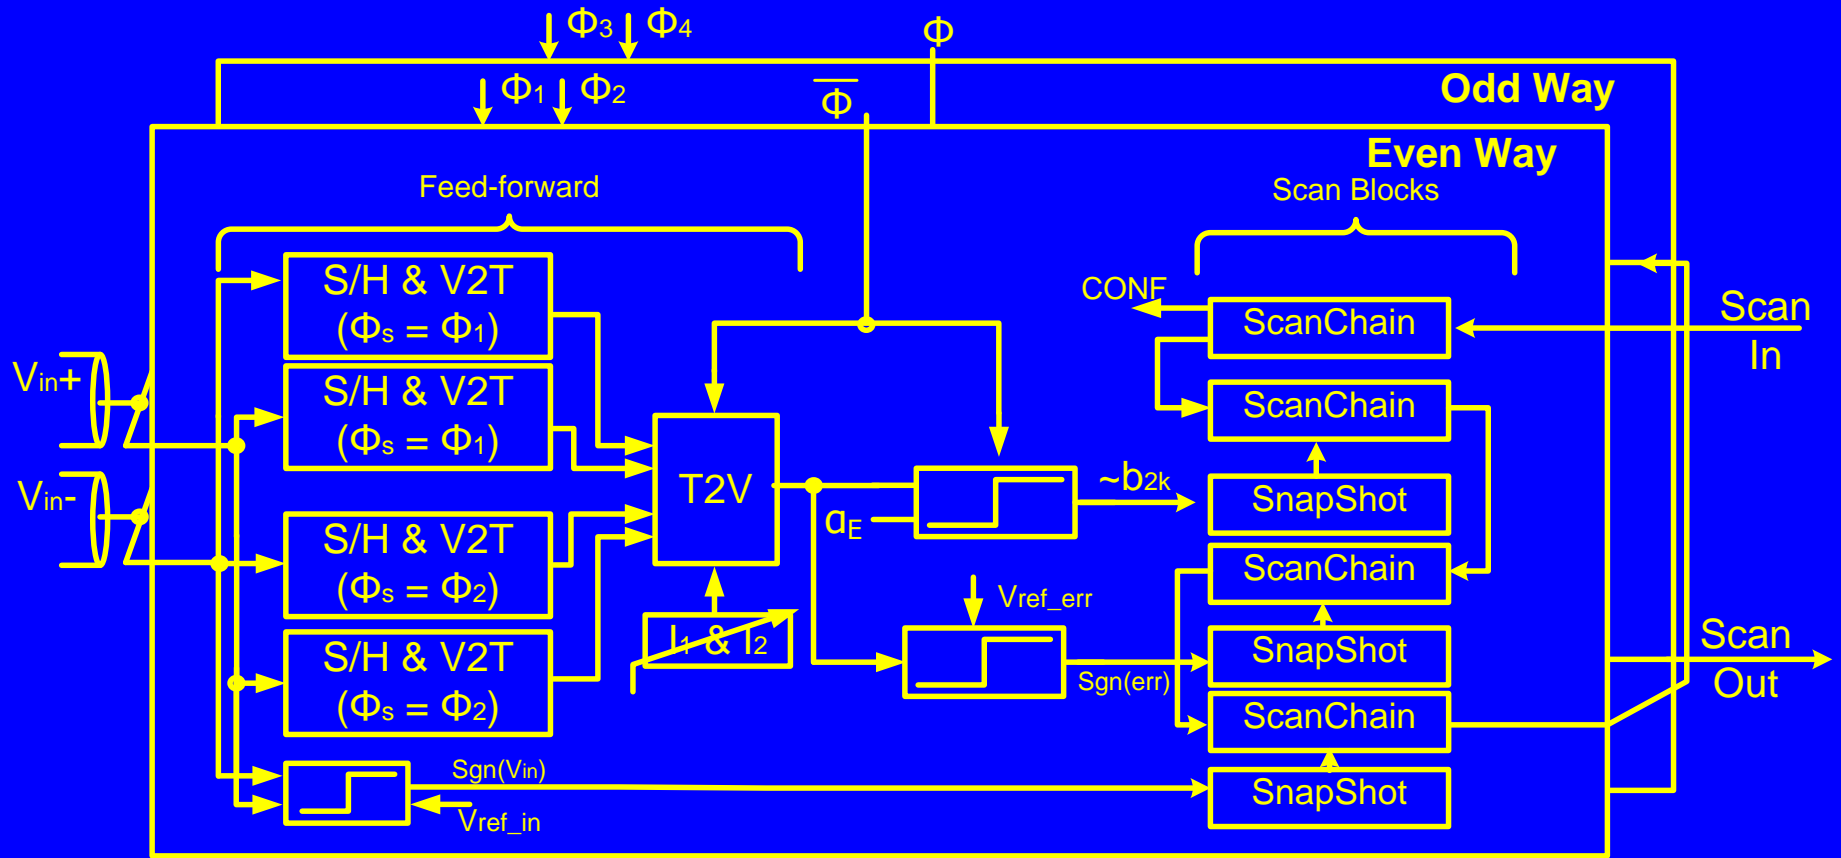 Φ3 Φ4
Φ
Φ1 Φ2
Φ
Odd Way
Even Way
Feed-forward
Scan Blocks
S/H & V2T
(Φs = Φ1)
CONF
ScanChain
Scan
In
Vin+
S/H & V2T
(Φs = Φ1)
ScanChain
Vin-
T2V
~b2k
SnapShot
αE
S/H & V2T
(Φs = Φ2)
ScanChain
Vref_err
I1 & I2
S/H & V2T
(Φs = Φ2)
Sgn(err)
SnapShot
Scan
Out
ScanChain
Sgn(Vin)
Vref_in
SnapShot